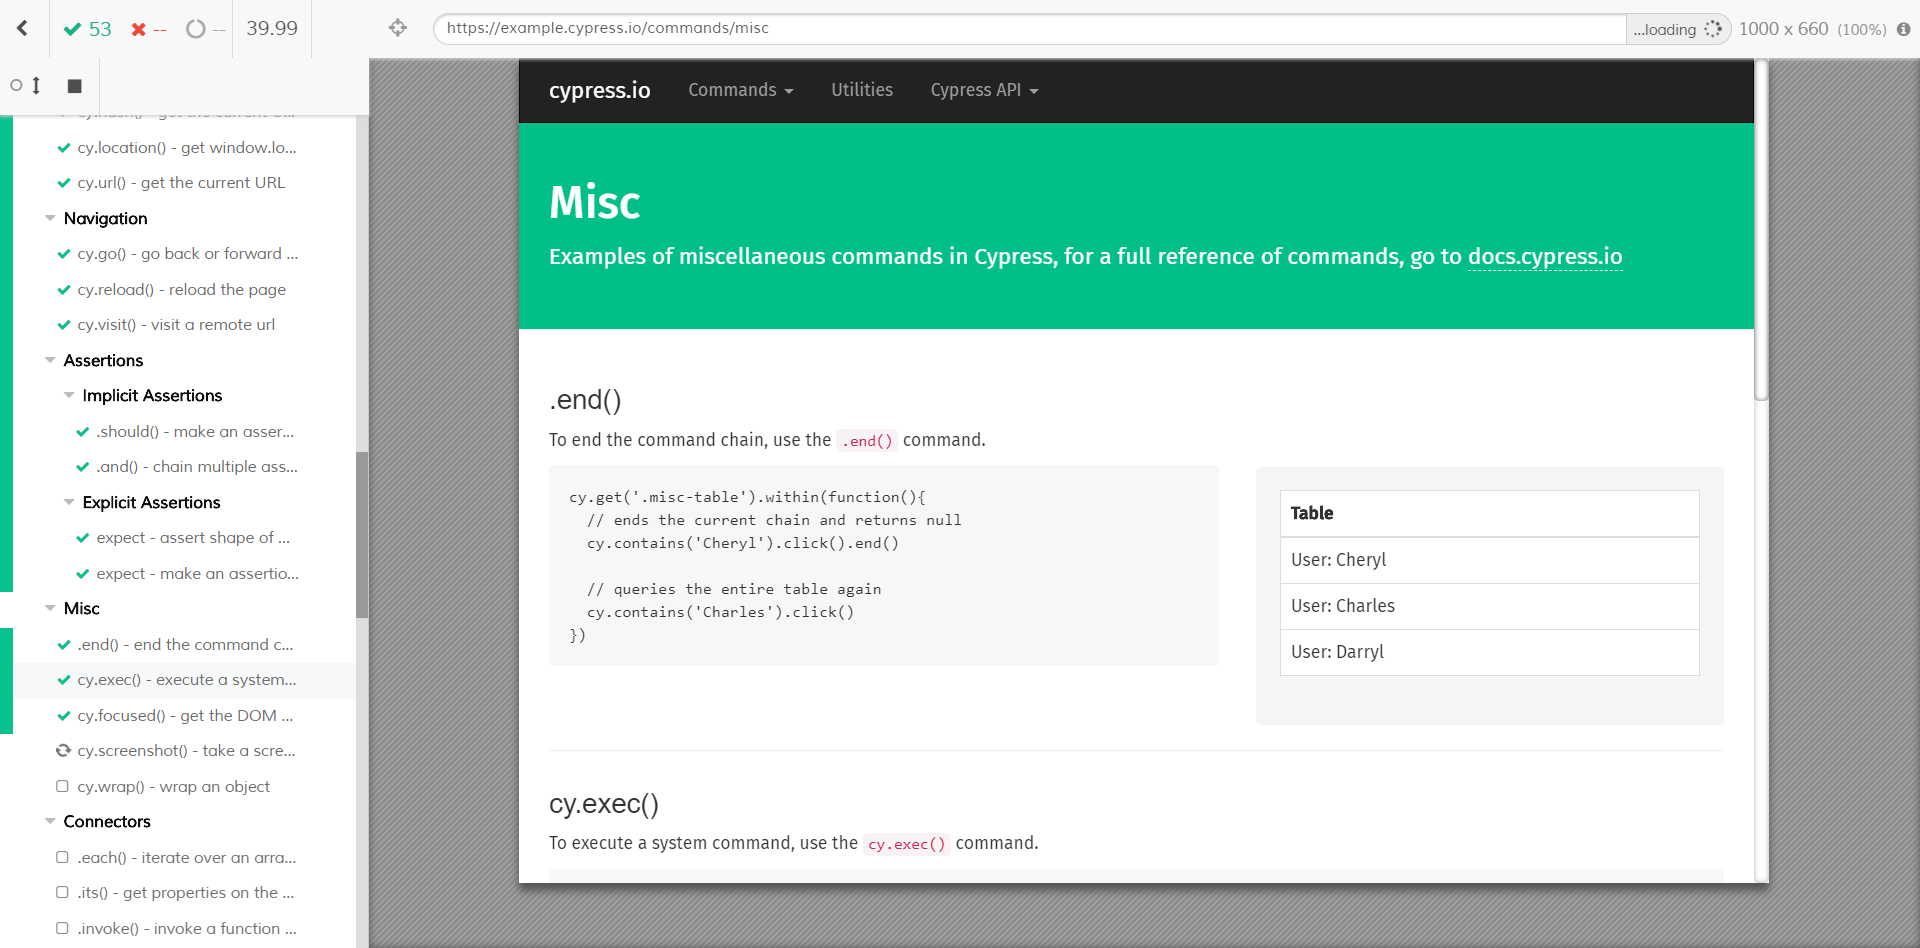 53 -- -- 39.99
https://example.cypress.io/commands/misc ...loading 1000 x 660 (100%)
cy.location() - get window.lo...
cy.url() - get the current URL
Navigation
cy.go() - go back or forward ...
cy.reload() - reload the page
cy.visit() - visit a remote url
Assertions
Implicit Assertions
.should() - make an asser...
.and() - chain multiple ass...
Explicit Assertions
expect - assert shape of ...
expect - make an assertio...
Misc
.end() - end the command c...
cy.exec() - execute a system...
cy.focused() - get the DOM ...
cy.screenshot() - take a scre...
cy.wrap() - wrap an object
Connectors
.each() - iterate over an arra...
.its() - get properties on the ...
.invoke() - invoke a function ...
cypress.io Commands Utilities Cypress API
Misc
Examples of miscellaneous commands in Cypress, for a full reference of commands, go to docs.cypress.io
.end()
To end the command chain, use the .end() command.
cy.get('.misc-table').within(function(){
// ends the current chain and returns null
cy.contains('Cheryl').click().end()
// queries the entire table again
cy.contains('Charles').click()
})
Table
User: Cheryl
User: Charles
User: Darryl
cy.exec()
To execute a system command, use the cy.exec() command.